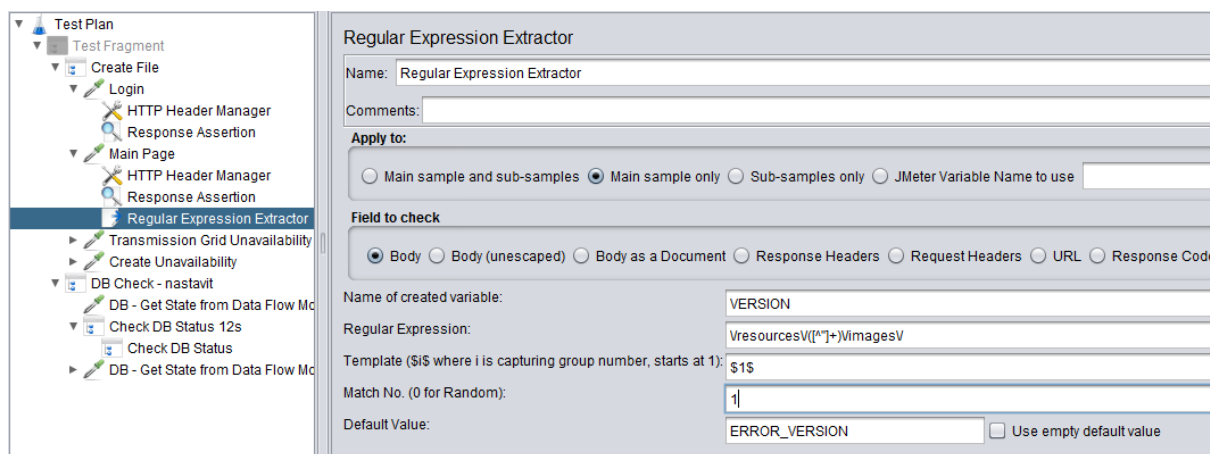 Test Plan
Test Fragment
Create File
Login
HTTP Header Manager
Response Assertion
Main Page
HTTP Header Manager
Response Assertion
Regular Expression Extractor
Transmission Grid Unavailability
Create Unavailability
DB Check - nastavit
DB - Get State from Data Flow Mo
Check DB Status 12s
Check DB Status
DB - Get State from Data Flow Mo
Regular Expression Extractor
Name: Regular Expression Extractor
Comments:
Apply to:
Main sample and sub-samples Main sample only Sub-samples only JMeter Variable Name to use
Field to check
Body Body (unescaped) Body as a Document Response Headers Request Headers URL Response Code
Name of created variable: VERSION
Regular Expression: \/resources\/([^"]+)\/images\/
Template ($i$ where i is capturing group number, starts at 1): $1$
Match No. (0 for Random): 1
Default Value: ERROR_VERSION Use empty default value